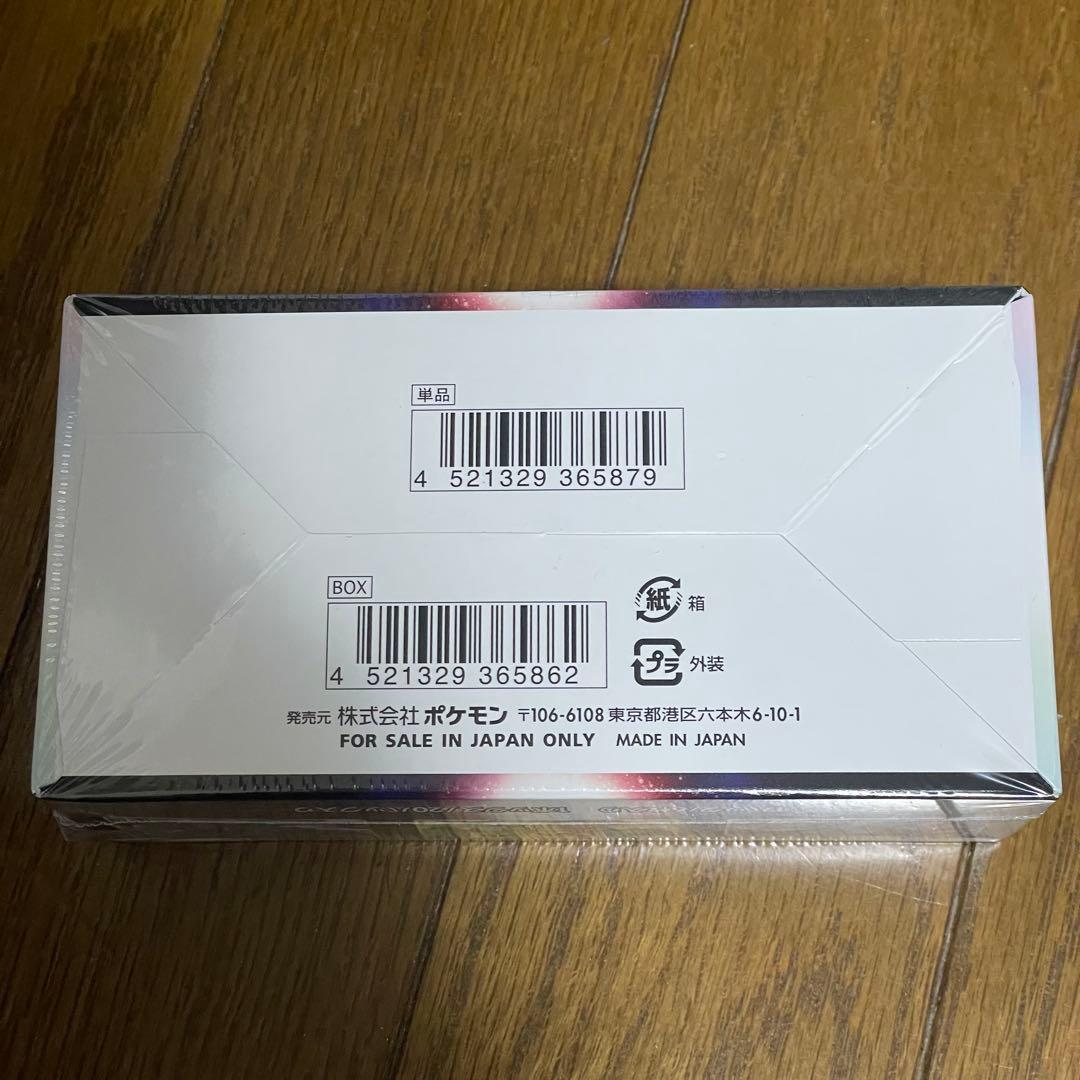 単品
4 521329 365879
BOX
4 521329 365862
紙 箱
プラ 外装
発売元 株式会社ポケモン 〒106-6108 東京都港区六本木6-10-1
FOR SALE IN JAPAN ONLY MADE IN JAPAN